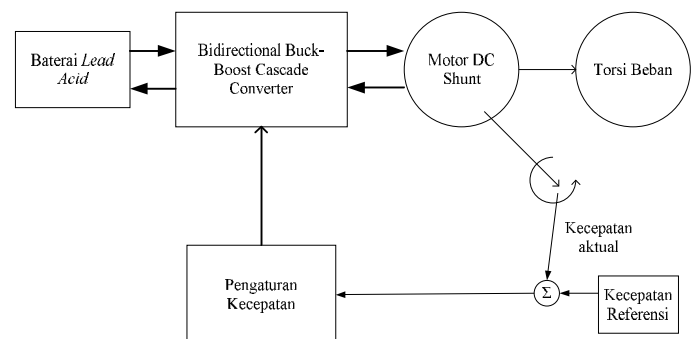 Baterai Lead
Acid
Bidirectional Buck-
Boost Cascade
Converter
Motor DC
Shunt
Torsi Beban
Kecepatan
aktual
Pengaturan
Kecepatan
Σ
Kecepatan
Referensi